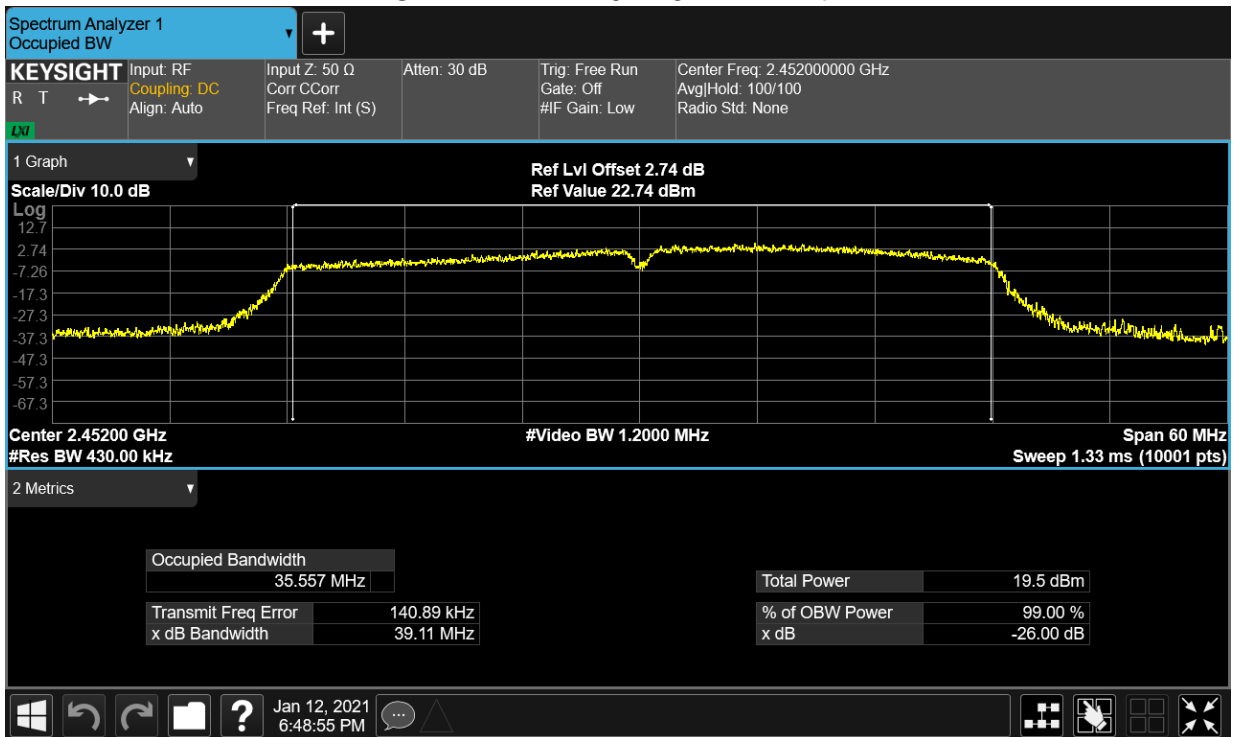 Spectrum Analyzer 1
Occupied BW
+
KEYSIGHT Input: RF Input Z: 50 Ω Atten: 30 dB Trig: Free Run Center Freq: 2.452000000 GHz
R T Coupling: DC Corr CCorr Gate: Off Avg|Hold: 100/100
Align: Auto Freq Ref: Int (S) #IF Gain: Low Radio Std: None
LXI
1 Graph
Ref Lvl Offset 2.74 dB
Scale/Div 10.0 dB Ref Value 22.74 dBm
Log
12.7
2.74
-7.26
-17.3
-27.3
-37.3
-47.3
-57.3
-67.3
Center 2.45200 GHz #Video BW 1.2000 MHz Span 60 MHz
#Res BW 430.00 kHz Sweep 1.33 ms (10001 pts)
2 Metrics
Occupied Bandwidth
35.557 MHz Total Power 19.5 dBm
Transmit Freq Error 140.89 kHz % of OBW Power 99.00 %
x dB Bandwidth 39.11 MHz x dB -26.00 dB
? Jan 12, 2021
6:48:55 PM